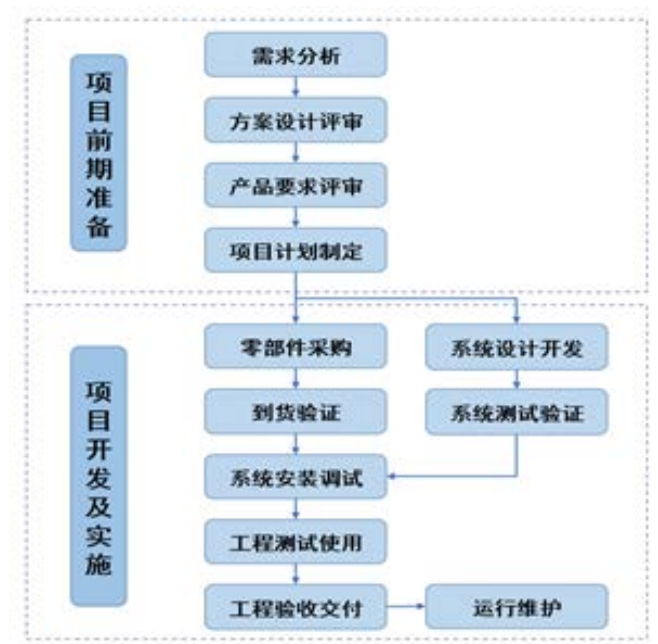 项目前期准备
需求分析
方案设计评审
产品要求评审
项目计划制定
项目开发及实施
零部件采购
系统设计开发
到货验证
系统测试验证
系统安装调试
工程测试使用
工程验收交付
运行维护